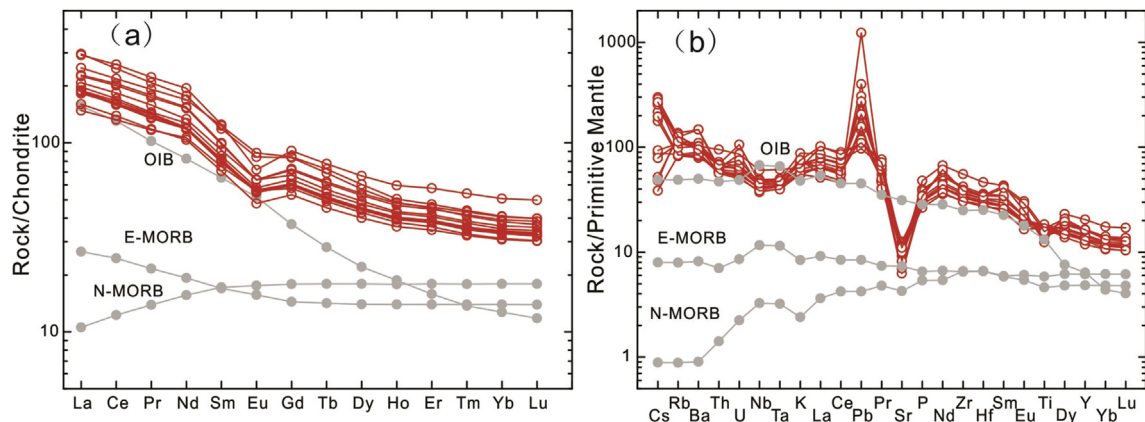 (a)
Rock/Chondrite
100
10
OIB
E-MORB
N-MORB
La Ce Pr Nd Sm Eu Gd Tb Dy Ho Er Tm Yb Lu
(b)
Rock/Primitive Mantle
1000
100
10
1
OIB
E-MORB
N-MORB
Cs Rb Ba Th U Nb Ta K La Ce Pb Pr Sr P Nd Zr Hf Sm Eu Ti Dy Y Yb Lu